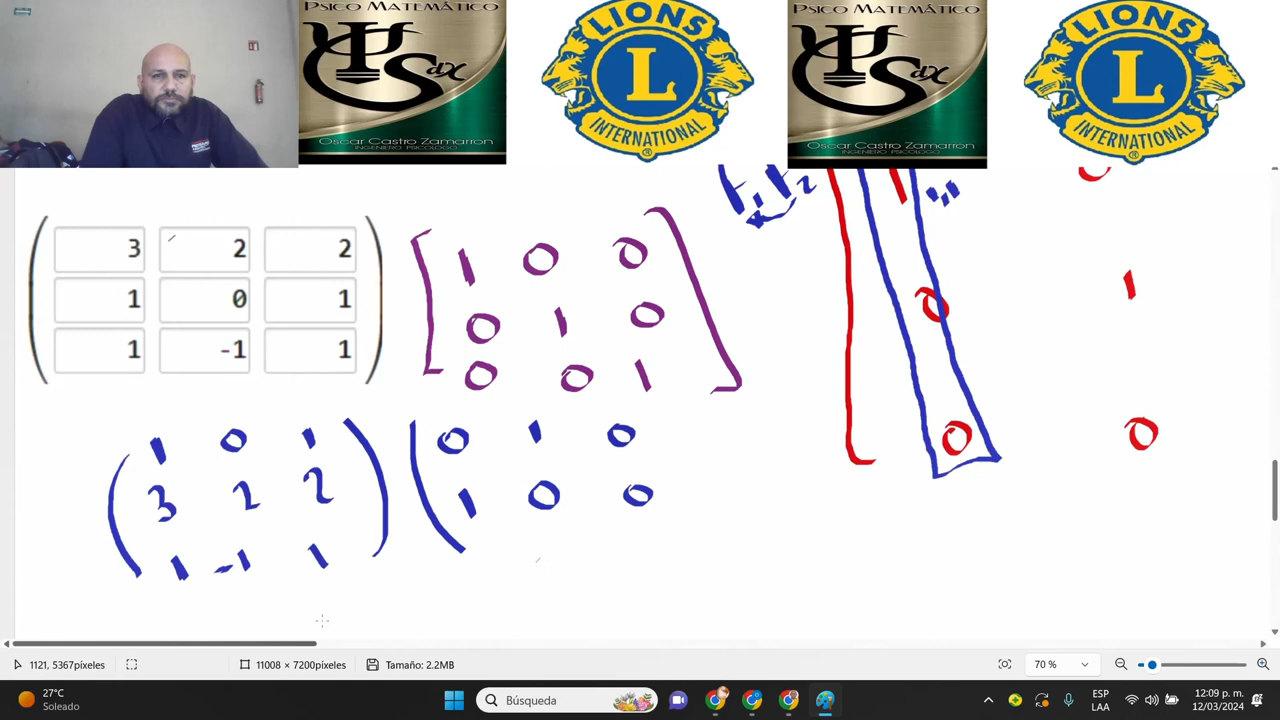 PSICO MATEMÁTICO
Oscar Castro Zamarron
INGENIERO PSICOLOGO
LIONS
L
INTERNATIONAL
®
PSICO MATEMÁTICO
Oscar Castro Zamarron
INGENIERO PSICOLOGO
LIONS
L
INTERNATIONAL
®
3 2 2
1 0 1
1 -1 1
1 0 0
0 1 0
0 0 1
1 0 1
3 2 2
1 -1 1
0 1 0
1 0 0
0 1
0 0
1121, 5367píxeles
11008 × 7200píxeles
Tamaño: 2.2MB
70 %
27°C
Soleado
Búsqueda
ESP
LAA
12:09 p. m.
12/03/2024